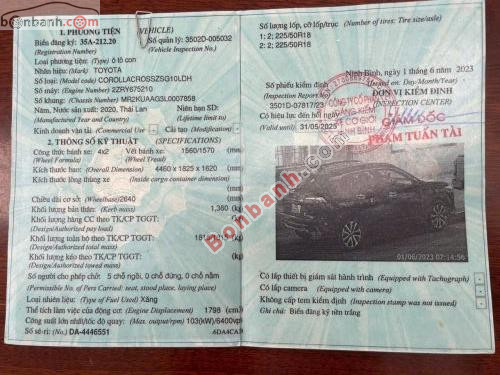 Bonbanh.com
1. PHƯƠNG TIỆN (VEHICLE)
Biển đăng ký: 35A-212.20 Số quản lý: 3502D-005032
(Registration Number) (Vehicle Inspection No.)
Loại phương tiện: (Type) ô tô con
Nhãn hiệu: (Mark) TOYOTA
Số loại: (Model code) COROLLACROSSZSG10LDH
Số máy: (Engine Number) 2ZRY675210
Số khung: (Chassis Number) MR2KUAAG3L0007858
Năm, Nước sản xuất: 2020, Thái Lan Niên hạn SD:
(Manufactured Year and Country) (Lifetime limit to)
Kinh doanh vận tải (Commercial Use) - Cải tạo (Modification) -
2. THÔNG SỐ KỸ THUẬT (SPECIFICATIONS)
Công thức bánh xe: 4x2 Vết bánh xe: 1560/1570 (mm)
(Wheel Formula) (Wheel Tread)
Kích thước bao: (Overall Dimension) 4460 x 1825 x 1620 (mm)
Kích thước lòng thùng xe (Inside cargo container dimension)
(mm)
Chiều dài cơ sở: (Wheelbase) 2640 (mm)
Khối lượng bản thân: (Kerb mass) 1,360 (kg)
Khối lượng hàng CC theo TK/CP TGGT: (kg)
(Design/Authorized pay load)
Khối lượng toàn bộ theo TK/CP TGGT: (kg)
(Design/Authorized total mass)
Khối lượng kéo theo TK/CP TGGT: (kg)
(Design/Authorized towed mass)
Số người cho phép chở: 5 chỗ ngồi, 0 chỗ đứng, 0 chỗ nằm
(Permissible No. of Pers Carried: seat, stood place, laying place)
Loại nhiên liệu: (Type of Fuel Used) Xăng
Thể tích làm việc của động cơ: (Engine Displacement) 1798 (cm³)
Công suất lớn nhất/tốc độ quay: (Max. output/rpm) 103(kW)/6400vph
Số sê-ri: (No.) DA-4446551
Số lượng lốp, cỡ lốp/trục: (Number of tires: Tire size/axle)
1: 2; 225/50R18
2: 2; 225/50R18
Ninh Bình, ngày 1 tháng 6 năm 2023
Số phiếu kiểm định (Issued on: Day/Month/Year)
(Inspection Report No) ĐƠN VỊ KIỂM ĐỊNH
3501D-07817/23 (INSPECTION CENTER)
Có hiệu lực đến hết ngày
(Valid until) 31/05/2025
CÔNG TY CỔ PHẦN
ĐĂNG KIỂM
XE CƠ GIỚI
NINH BÌNH
GIÁM ĐỐC
PHẠM TUẤN TÀI
01/06/2023 07:14:56
Bonbanh.com
Có lắp thiết bị giám sát hành trình (Equipped with Tachograph) -
Có lắp camera (Equipped with camera) -
Không cấp tem kiểm định (Inspection stamp was not issued) -
Ghi chú: Biển đăng ký nền trắng